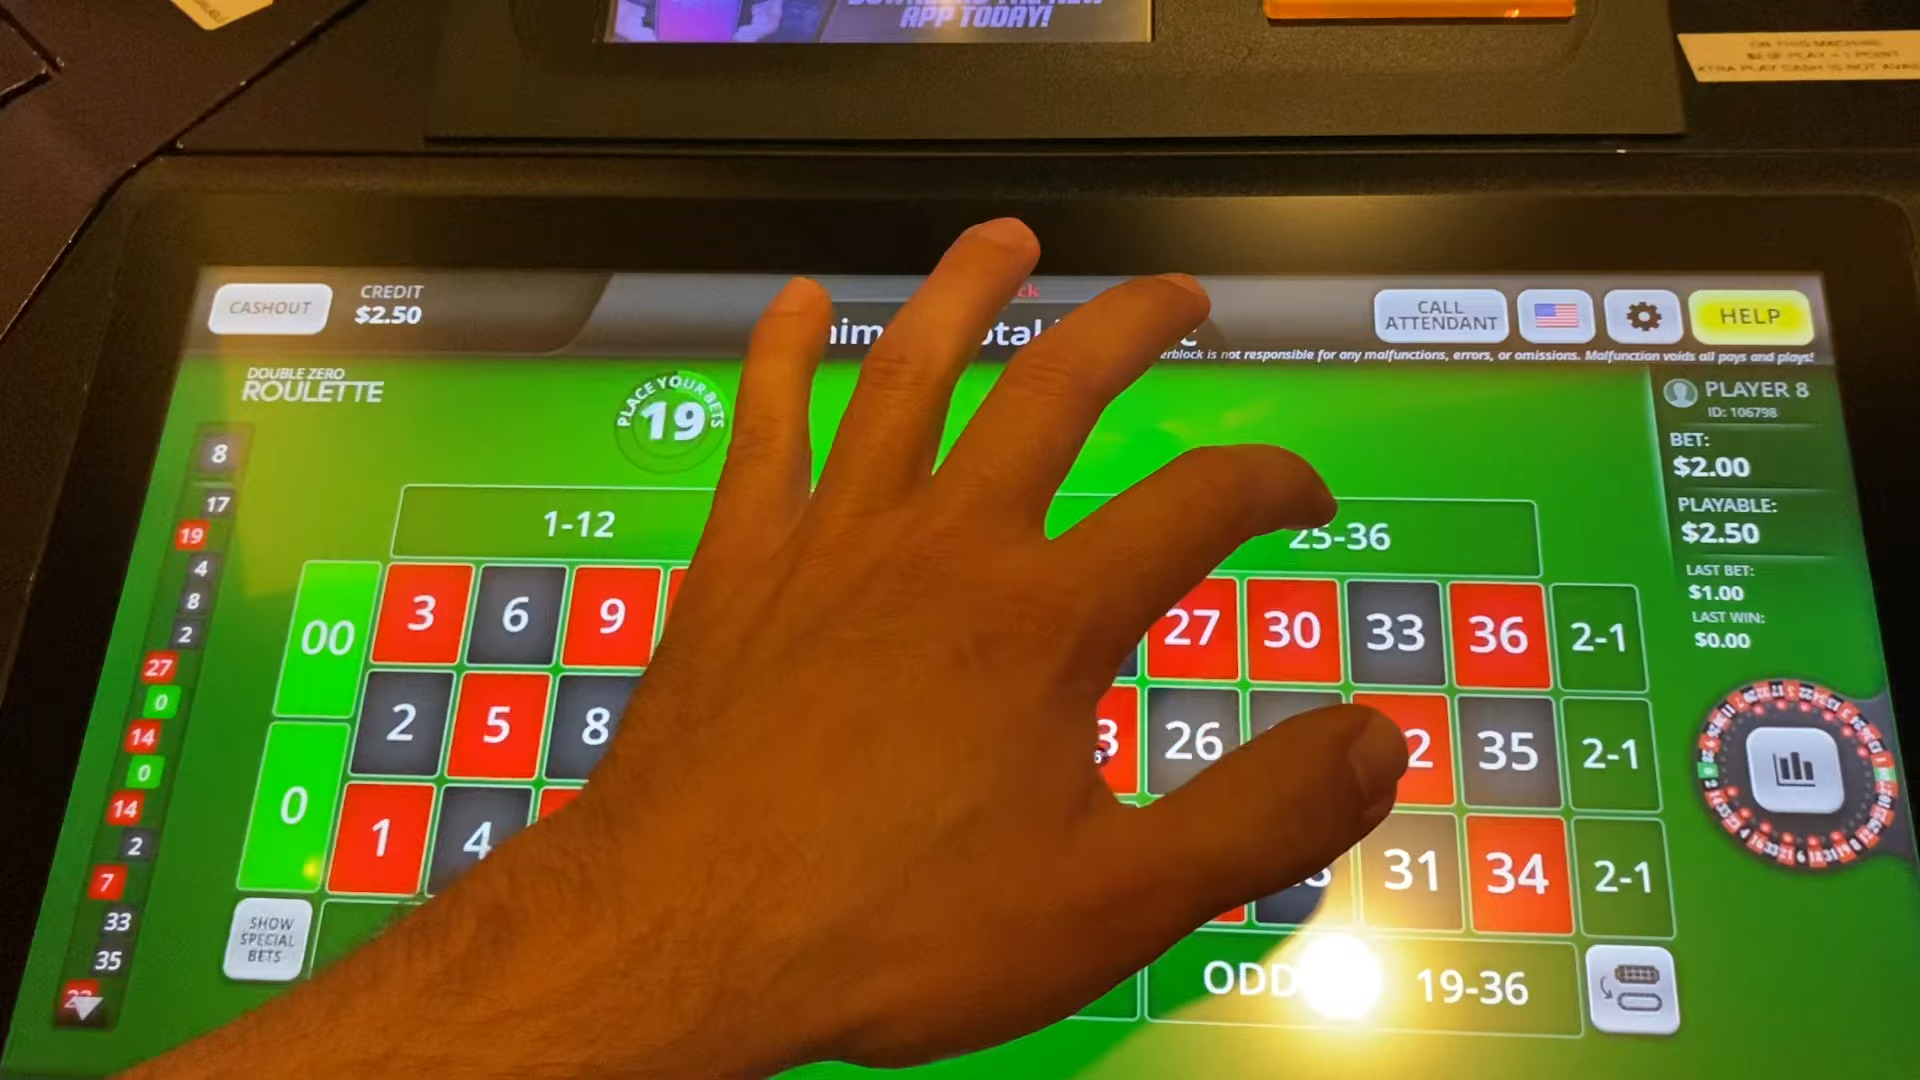 APP TODAY!
ON THIS MACHINE
CASHOUT
CREDIT
$2.50
CALL
ATTENDANT
HELP
is not responsible for any malfunctions, errors, or omissions. Malfunction voids all pays and plays!
DOUBLE ZERO
ROULETTE
PLACE YOUR BETS
19
PLAYER 8
ID: 106798
BET:
$2.00
PLAYABLE:
$2.50
LAST BET:
$1.00
LAST WIN:
$0.00
8
17
19
4
8
2
27
0
14
0
14
2
7
33
35
1-12
25-36
00 3 6 9 27 30 33 36 2-1
2 5 8 26 35 2-1
0 1 4 31 34 2-1
SHOW
SPECIAL
BETS
ODD 19-36